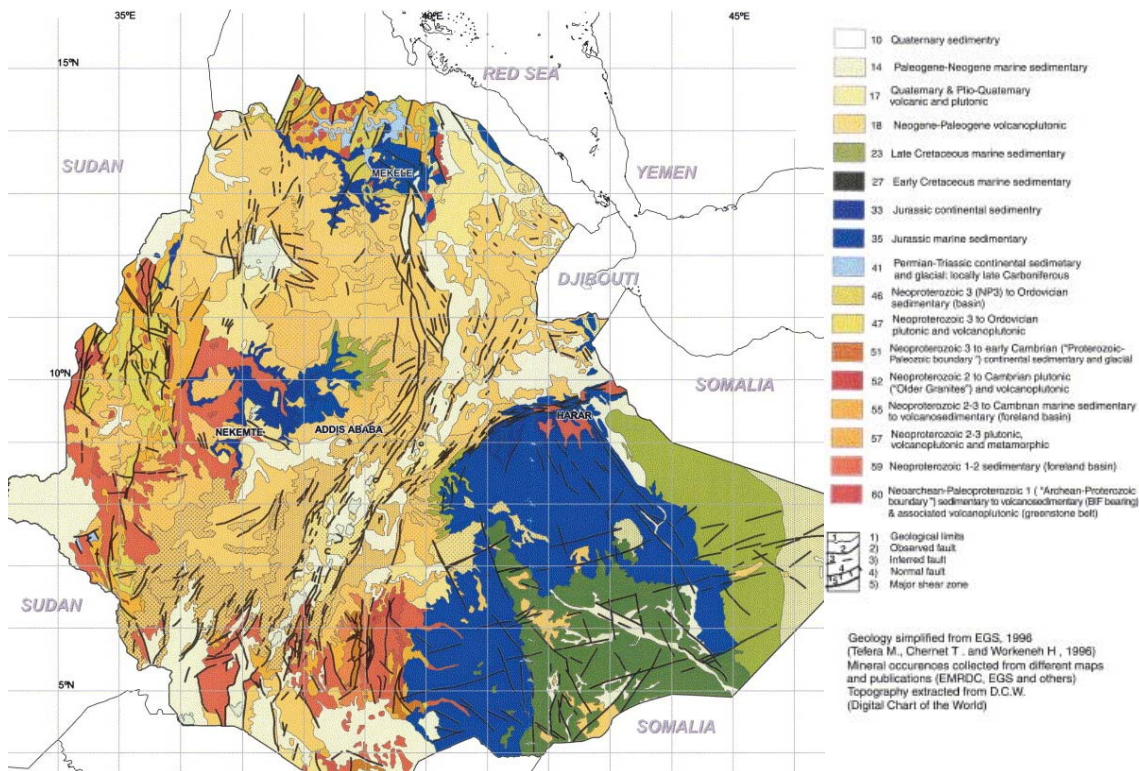 35ºE
40ºE
45ºE
15ºN
RED SEA
SUDAN
YEMEN
MEKELE
DJIBOUTI
10ºN
SOMALIA
HARAR
NEKEMTE
ADDIS ABABA
SUDAN
5ºN
SOMALIA
10 Quaternary sedimentry
14 Paleogene-Neogene marine sedimentary
17 Quaternary & Plio-Quatemary
volcanic and plutonic
18 Neogene-Paleogene volcanoplutonic
23 Late Cretaceous marine sedimentary
27 Early Cretaceous marine sedimentary
33 Jurassic continental sedimentry
35 Jurassic marine sedimentary
41 Permian-Triassic continental sedimetary
and glacial: locally late Carboniferous
46 Neoproterozoic 3 (NP3) to Ordovician
sedimentary (basin)
47 Neoproterozoic 3 to Ordovician
plutonic and volcanoplutonic
51 Neoproterozoic 3 to early Cambrian ("Proterozoic-
Paleozoic boundary") continental sedimentary and glacial
52 Neoproterozoic 2 to Cambrian plutonic
("Older Granites") and volcanoplutonic
55 Neoproterozoic 2-3 to Cambrian marine sedimentary
to volcanosedimentary (foreland basin)
57 Neoproterozoic 2-3 plutonic,
volcanoplutonic and metamorphic
59 Neoproterozoic 1-2 sedimentary (foreland basin)
60 Neoarchean-Paleoproterozoic 1 ( "Archean-Proterozoic
boundary") sedimentary to volcanosedimentary (BIF bearing)
& associated volcanoplutonic (greenstone belt)
1) Geological limits
2) Observed fault
3) Inferred fault
4) Normal fault
5) Major shear zone
Geology simplified from EGS, 1996
(Tefera M., Chernet T . and Workeneh H , 1996)
Mineral occurences collected from different maps
and publications (EMRDC, EGS and others)
Topography extracted from D.C.W.
(Digital Chart of the World)